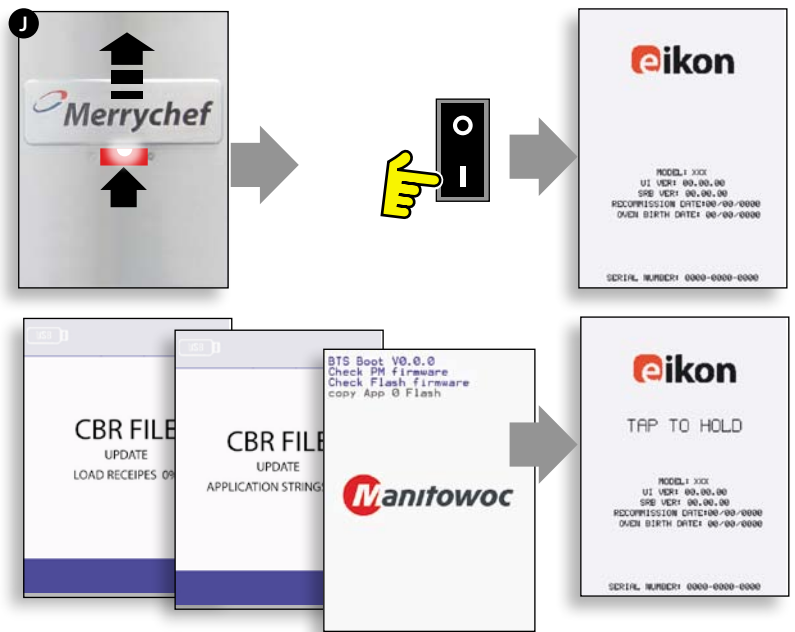 J
Merrychef
eikon
MODEL: XXX
UI VER: 00.00.00
SRB VER: 00.00.00
RECOMMISSION DATE:00/00/0000
OVEN BIRTH DATE: 00/00/0000
SERIAL NUMBER: 0000-0000-0000
USB
CBR FILE
UPDATE
LOAD RECEIPES 09
USB
CBR FILE
UPDATE
APPLICATION STRINGS
BTS Boot V0.0.0
Check PM firmware
Check Flash firmware
copy App 0 Flash
Manitowoc
eikon
TAP TO HOLD
MODEL: XXX
UI VER: 00.00.00
SRB VER: 00.00.00
RECOMMISSION DATE:00/00/0000
OVEN BIRTH DATE: 00/00/0000
SERIAL NUMBER: 0000-0000-0000